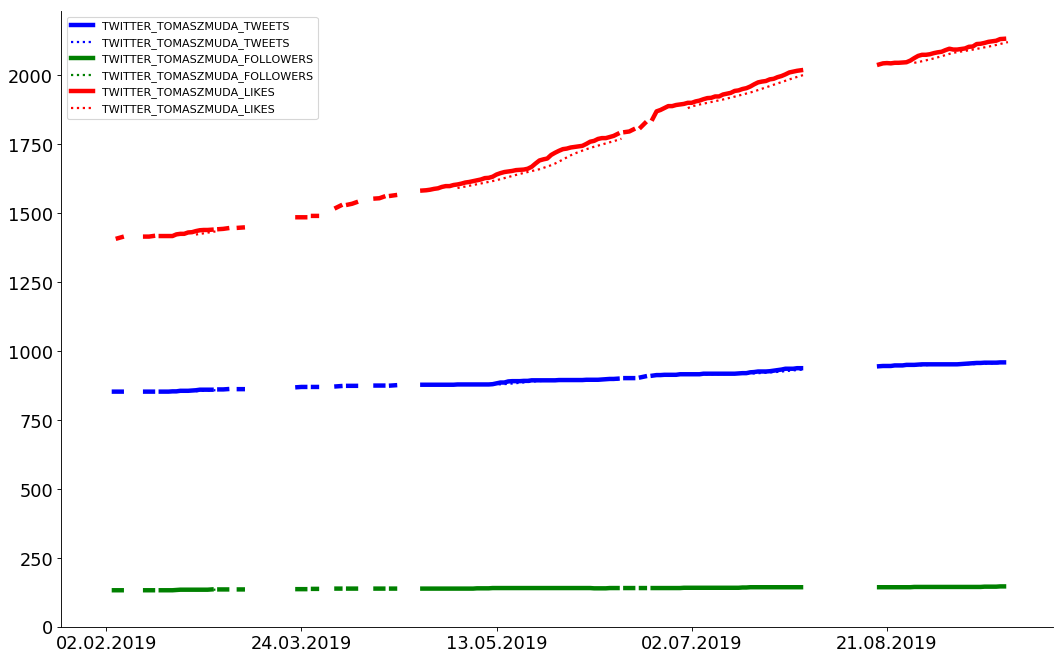 TWITTER_TOMASZMUDA_TWEETS
TWITTER_TOMASZMUDA_TWEETS
TWITTER_TOMASZMUDA_FOLLOWERS
TWITTER_TOMASZMUDA_FOLLOWERS
TWITTER_TOMASZMUDA_LIKES
TWITTER_TOMASZMUDA_LIKES
2000
1750
1500
1250
1000
750
500
250
0
02.02.2019 24.03.2019 13.05.2019 02.07.2019 21.08.2019